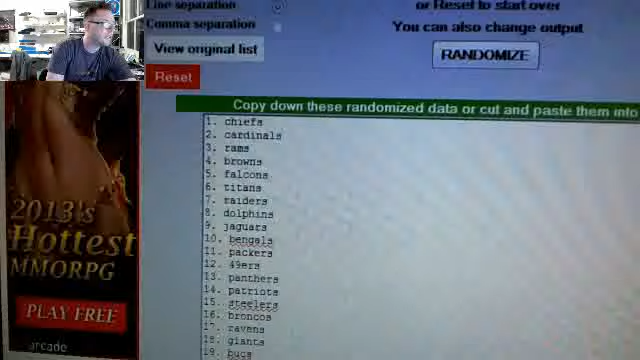 Line separation
Comma separation
View original list
Reset
or Reset to start over
You can also change output
RANDOMIZE
Copy down these randomized data or cut and paste them into
1. chiefs
2. cardinals
3. rams
4. browns
5. falcons
6. titans
7. raiders
8. dolphins
9. jaguars
10. bengals
11. packers
12. 49ers
13. panthers
14. patriots
15. steelers
16. broncos
17. ravens
18. giants
19. bucs
2013's
Hottest
MMORPG
PLAY FREE
arcade